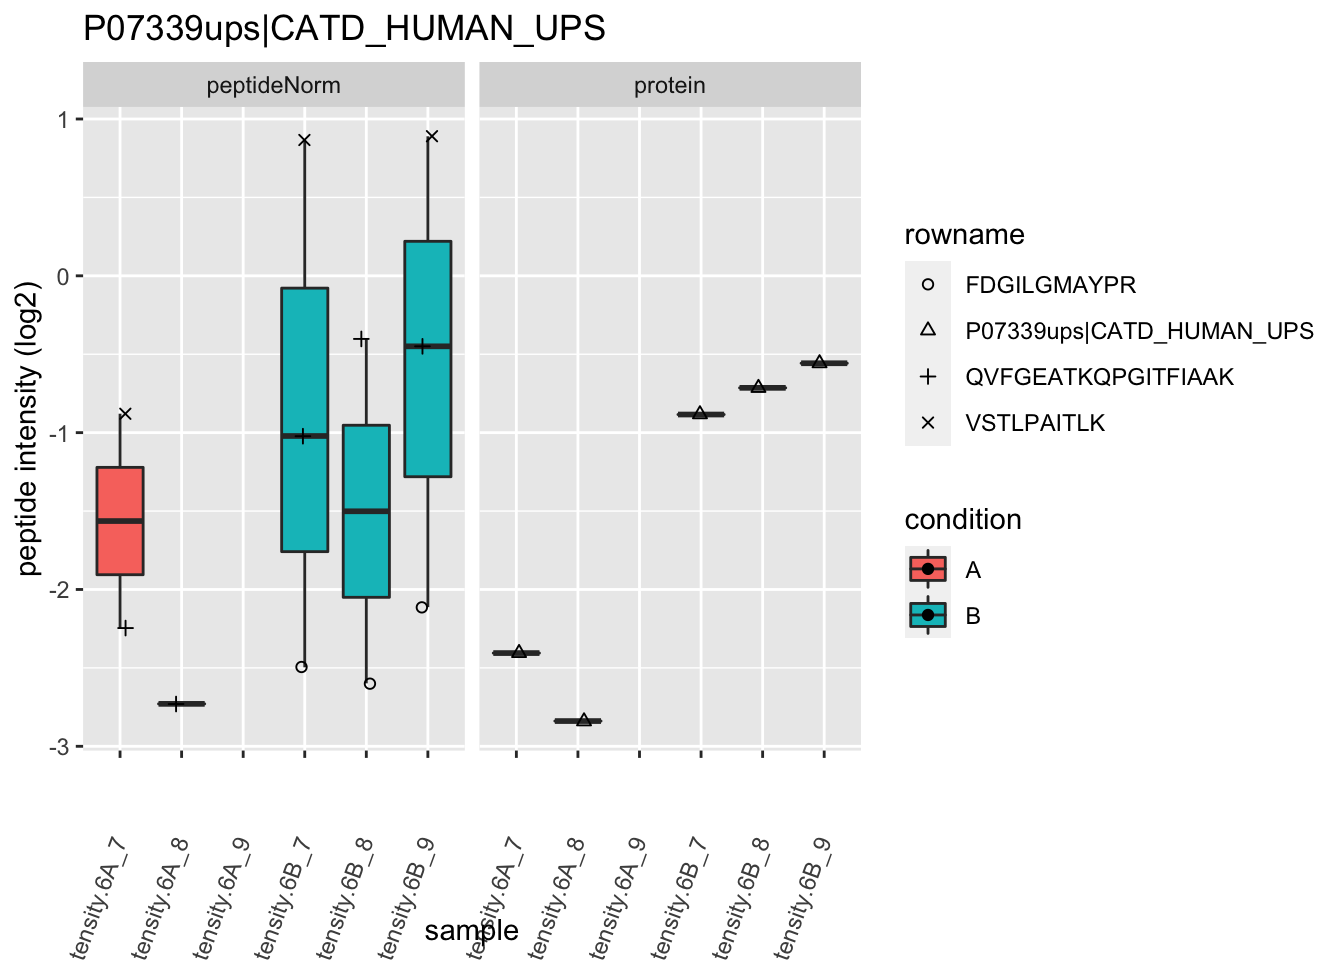 P07339ups|CATD_HUMAN_UPS
peptideNorm
protein
peptide intensity (log2)
1
0
-1
-2
-3
tensity.6A_7
tensity.6A_8
tensity.6A_9
tensity.6B_7
tensity.6B_8
tensity.6B_9
tensity.6A_7
tensity.6A_8
tensity.6A_9
tensity.6B_7
tensity.6B_8
tensity.6B_9
sample
rowname
FDGILGMAYPR
P07339ups|CATD_HUMAN_UPS
QVFGEATKQPGITFIAAK
VSTLPAITLK
condition
A
B